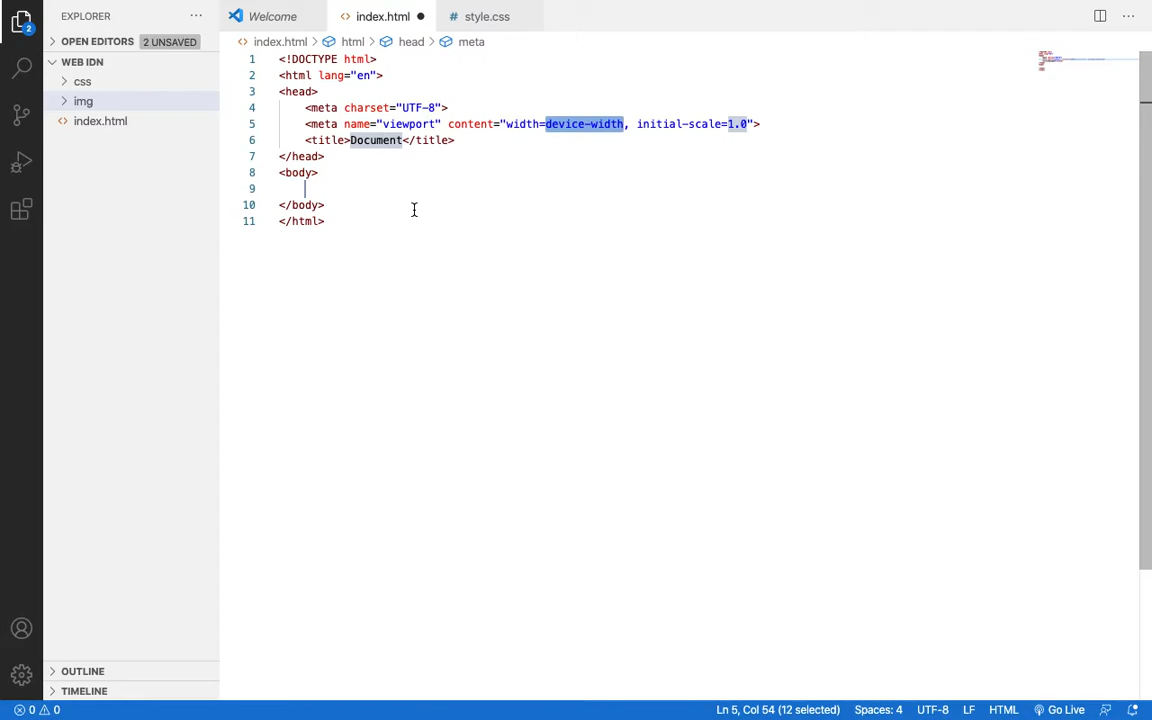 EXPLORER
Welcome
index.html
style.css
OPEN EDITORS 2 UNSAVED
index.html > html > head > meta
WEB IDN
css
img
index.html
1 <!DOCTYPE html>
2 <html lang="en">
3 <head>
4 <meta charset="UTF-8">
5 <meta name="viewport" content="width=device-width, initial-scale=1.0">
6 <title>Document</title>
7 </head>
8 <body>
9
10 </body>
11 </html>
OUTLINE
TIMELINE
2
0 0
Ln 5, Col 54 (12 selected) Spaces: 4 UTF-8 LF HTML Go Live